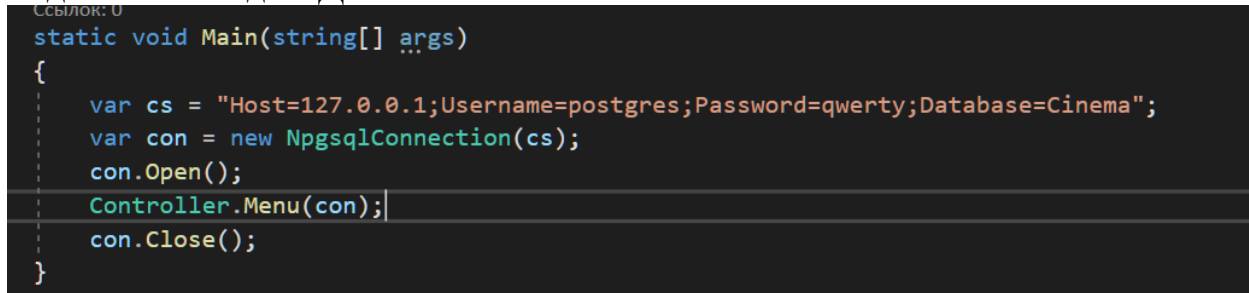 Ссылок: 0
static void Main(string[] args)
{
var cs = "Host=127.0.0.1;Username=postgres;Password=qwerty;Database=Cinema";
var con = new NpgsqlConnection(cs);
con.Open();
Controller.Menu(con);
con.Close();
}